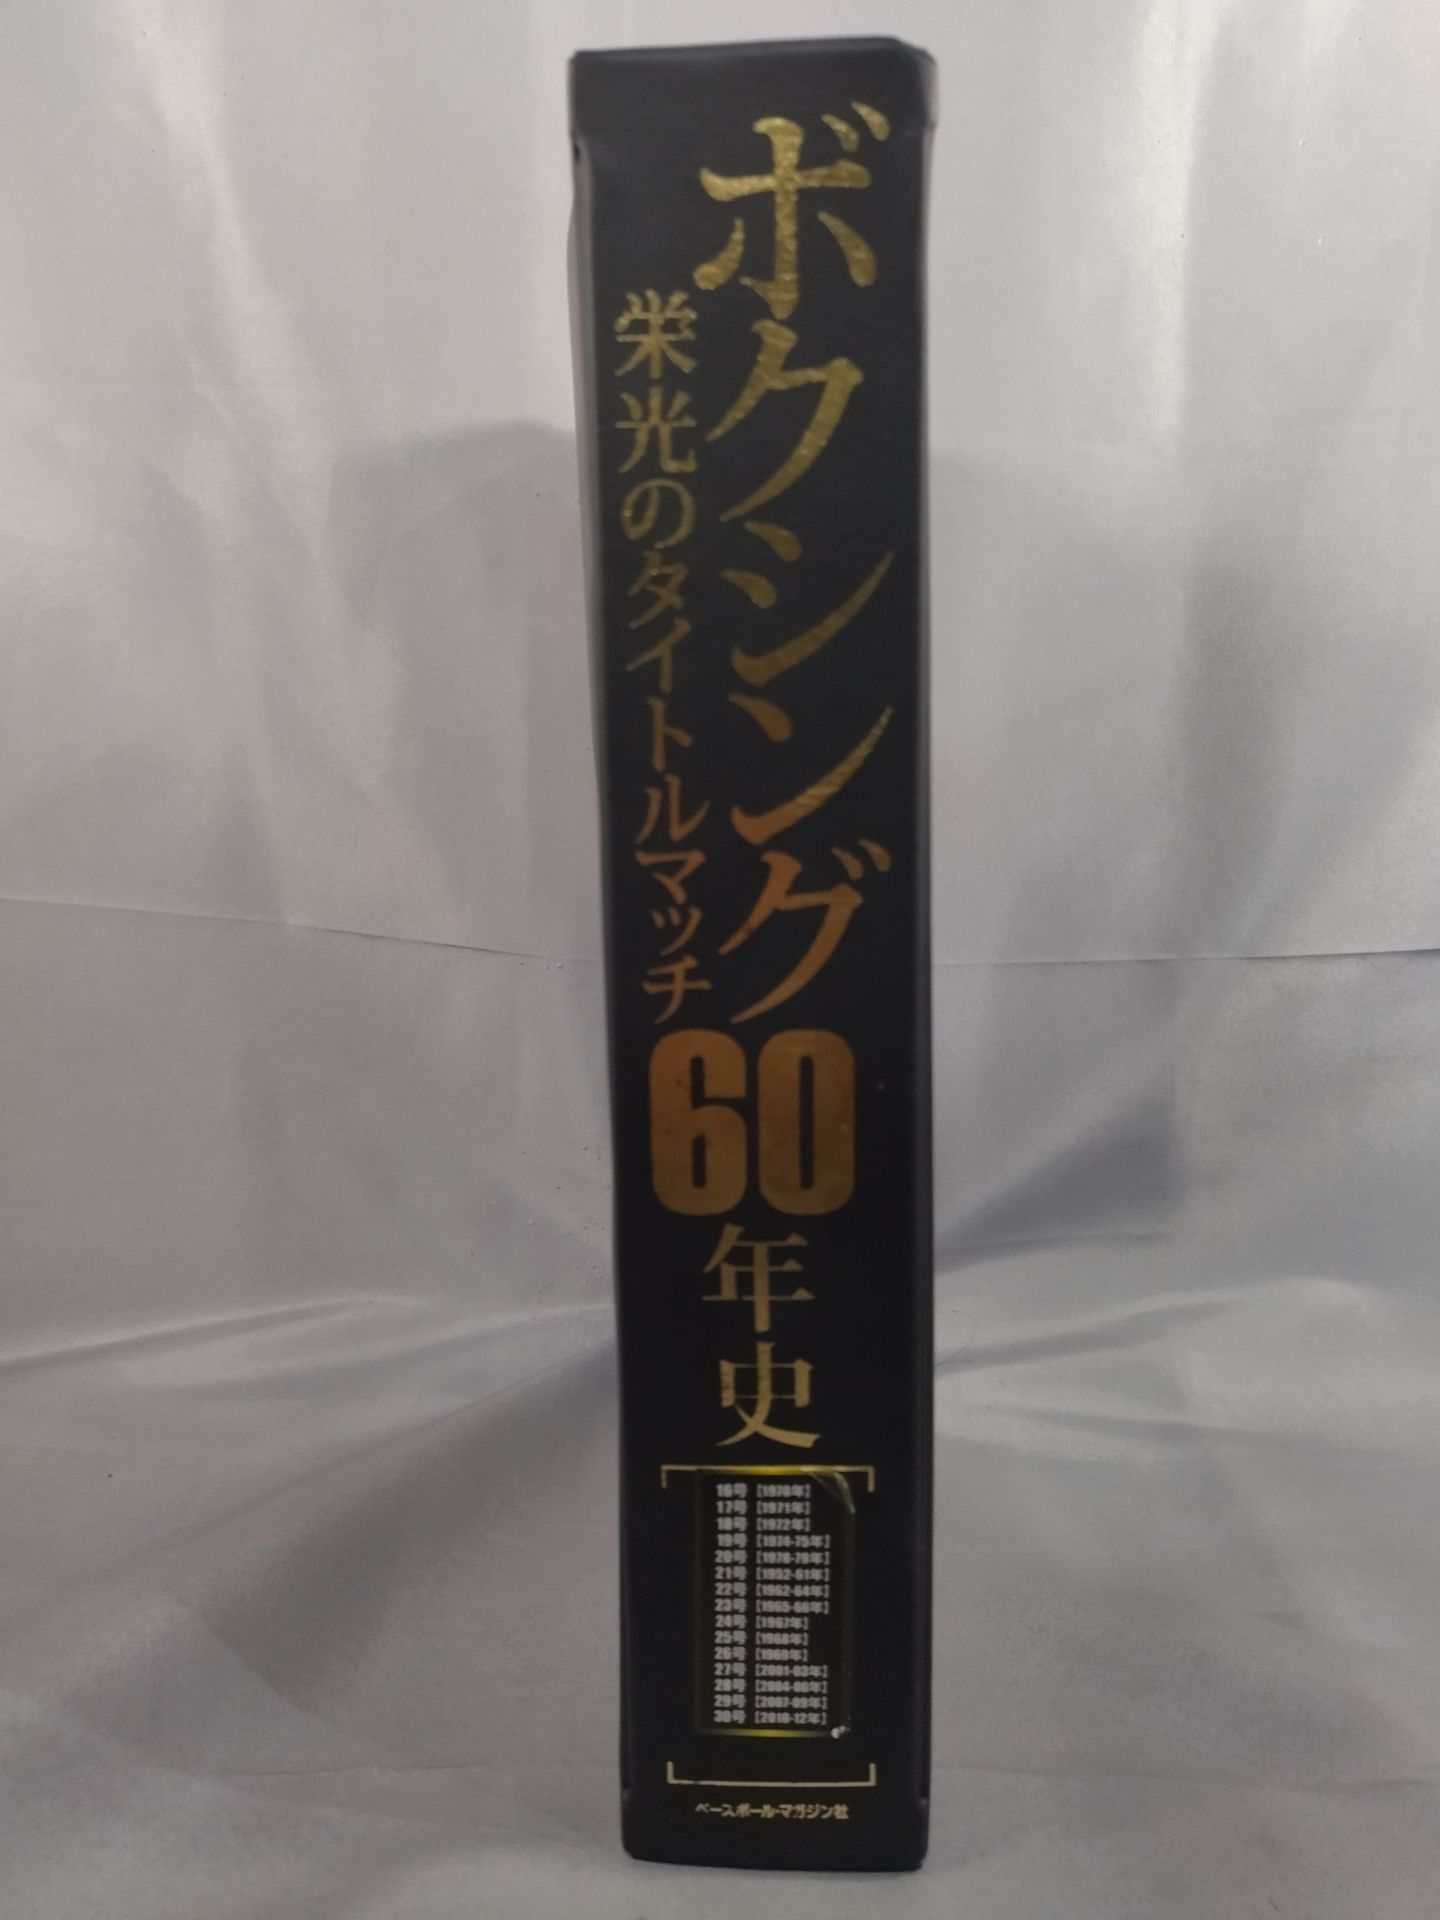 ボクシング
栄光のタイトルマッチ
60年史
16号【1970年】
17号【1971年】
18号【1972年】
19号【1974-75年】
20号【1978-79年】
21号【1952-61年】
22号【1962-64年】
23号【1965-66年】
24号【1967年】
25号【1968年】
26号【1969年】
27号【2001-03年】
28号【2004-06年】
29号【2007-09年】
30号【2010-12年】
ベースボール・マガジン社